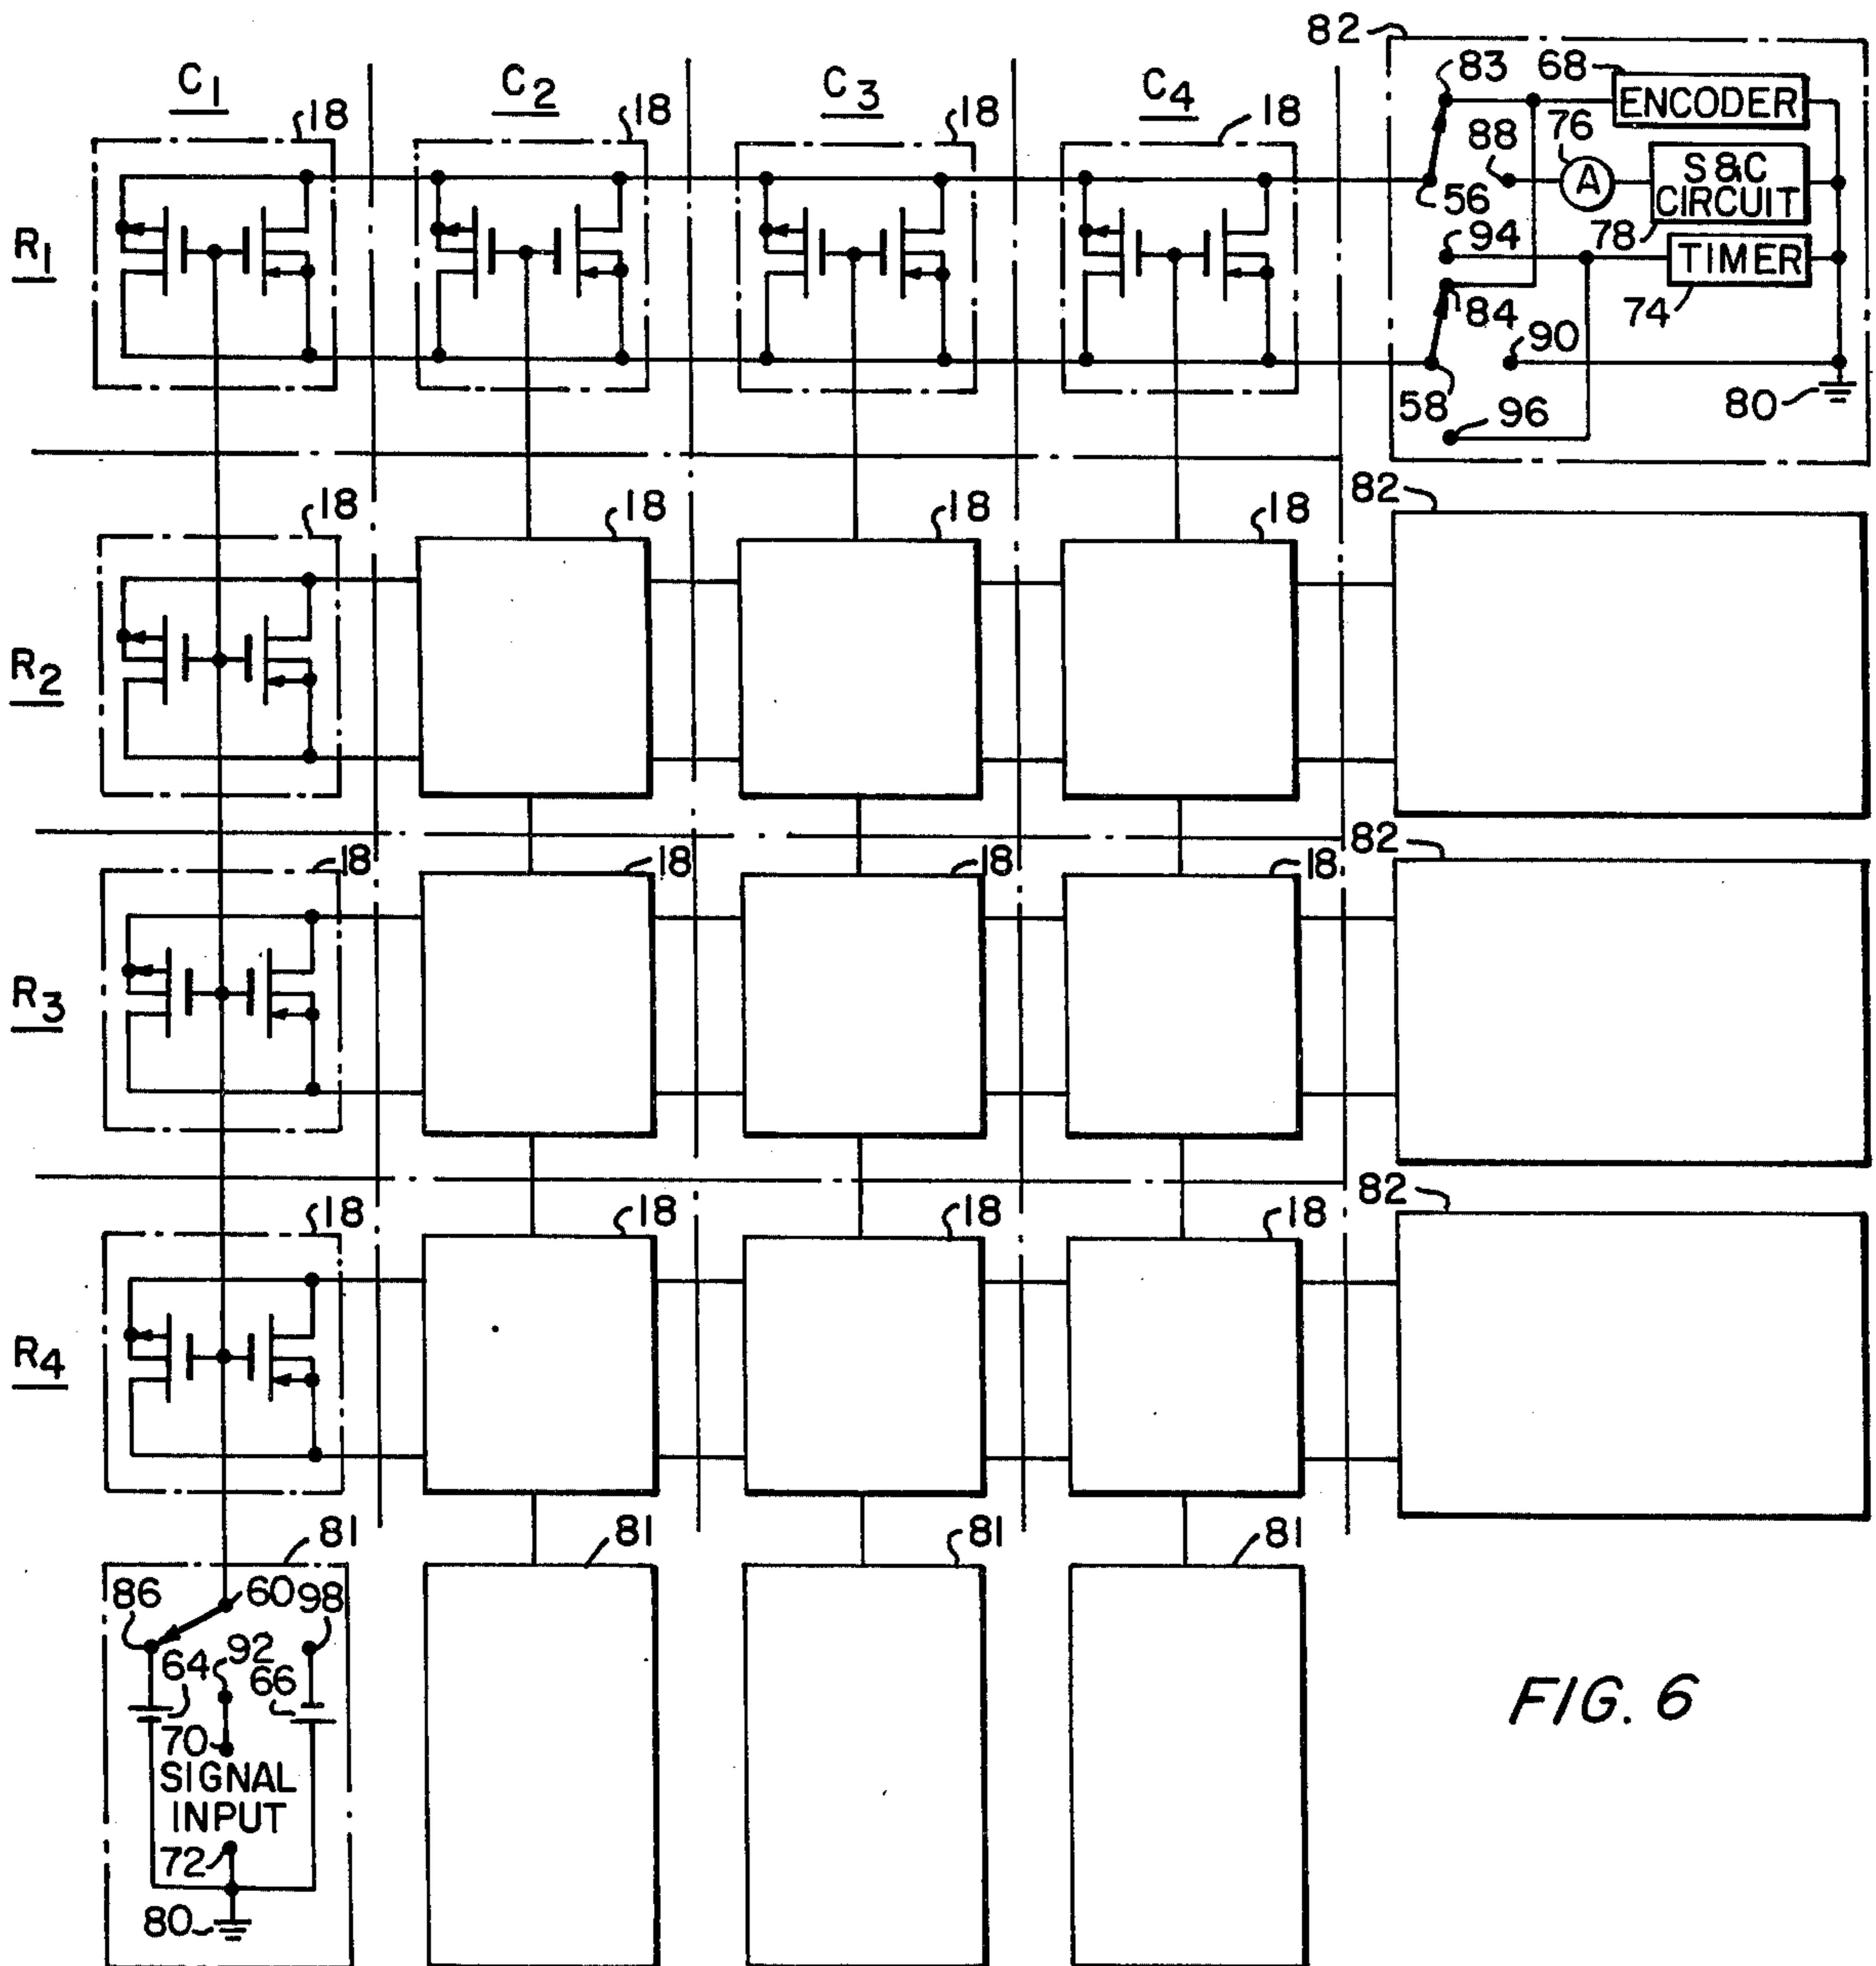 82
C1 C2 C3 C4
83 68
ENCODER
18 18 18 18
88 76
A
S&C
CIRCUIT
56
R1
94 78
TIMER
84 74
90
58 80
96
82
18 18 18 18
R2
82
18 18 18 18
R3
82
18 18 18 18
R4
81 81 81 81
86 60 98
64 92 66
70
SIGNAL
INPUT
72
80
FIG. 6